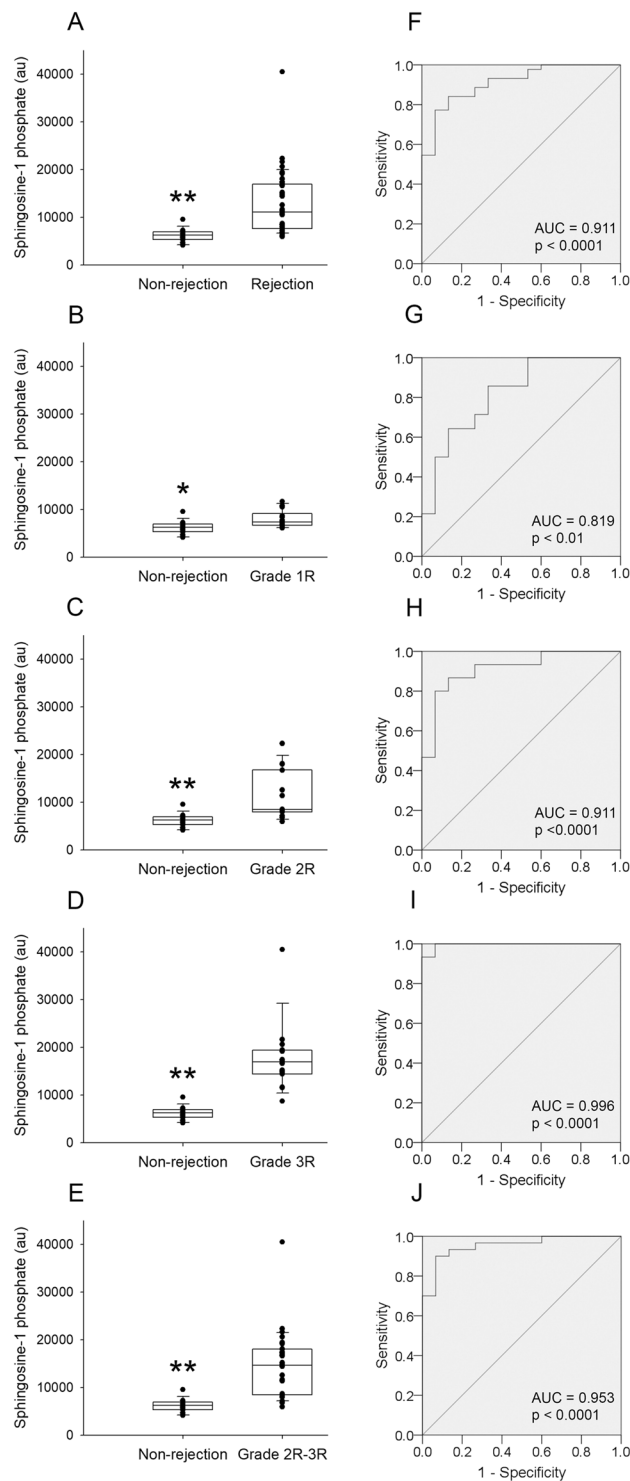 A
Sphingosine-1 phosphate (au)
40000
30000
20000
10000
0
**
Non-rejection Rejection
F
Sensitivity
1.0
0.8
0.6
0.4
0.2
0.0
AUC = 0.911
p < 0.0001
0.0 0.2 0.4 0.6 0.8 1.0
1 - Specificity
B
Sphingosine-1 phosphate (au)
40000
30000
20000
10000
0
*
Non-rejection Grade 1R
G
Sensitivity
1.0
0.8
0.6
0.4
0.2
0.0
AUC = 0.819
p < 0.01
0.0 0.2 0.4 0.6 0.8 1.0
1 - Specificity
C
Sphingosine-1 phosphate (au)
40000
30000
20000
10000
0
**
Non-rejection Grade 2R
H
Sensitivity
1.0
0.8
0.6
0.4
0.2
0.0
AUC = 0.911
p <0.0001
0.0 0.2 0.4 0.6 0.8 1.0
1 - Specificity
D
Sphingosine-1 phosphate (au)
40000
30000
20000
10000
0
**
Non-rejection Grade 3R
I
Sensitivity
1.0
0.8
0.6
0.4
0.2
0.0
AUC = 0.996
p < 0.0001
0.0 0.2 0.4 0.6 0.8 1.0
1 - Specificity
E
Sphingosine-1 phosphate (au)
40000
30000
20000
10000
0
**
Non-rejection Grade 2R-3R
J
Sensitivity
1.0
0.8
0.6
0.4
0.2
0.0
AUC = 0.953
p < 0.0001
0.0 0.2 0.4 0.6 0.8 1.0
1 - Specificity